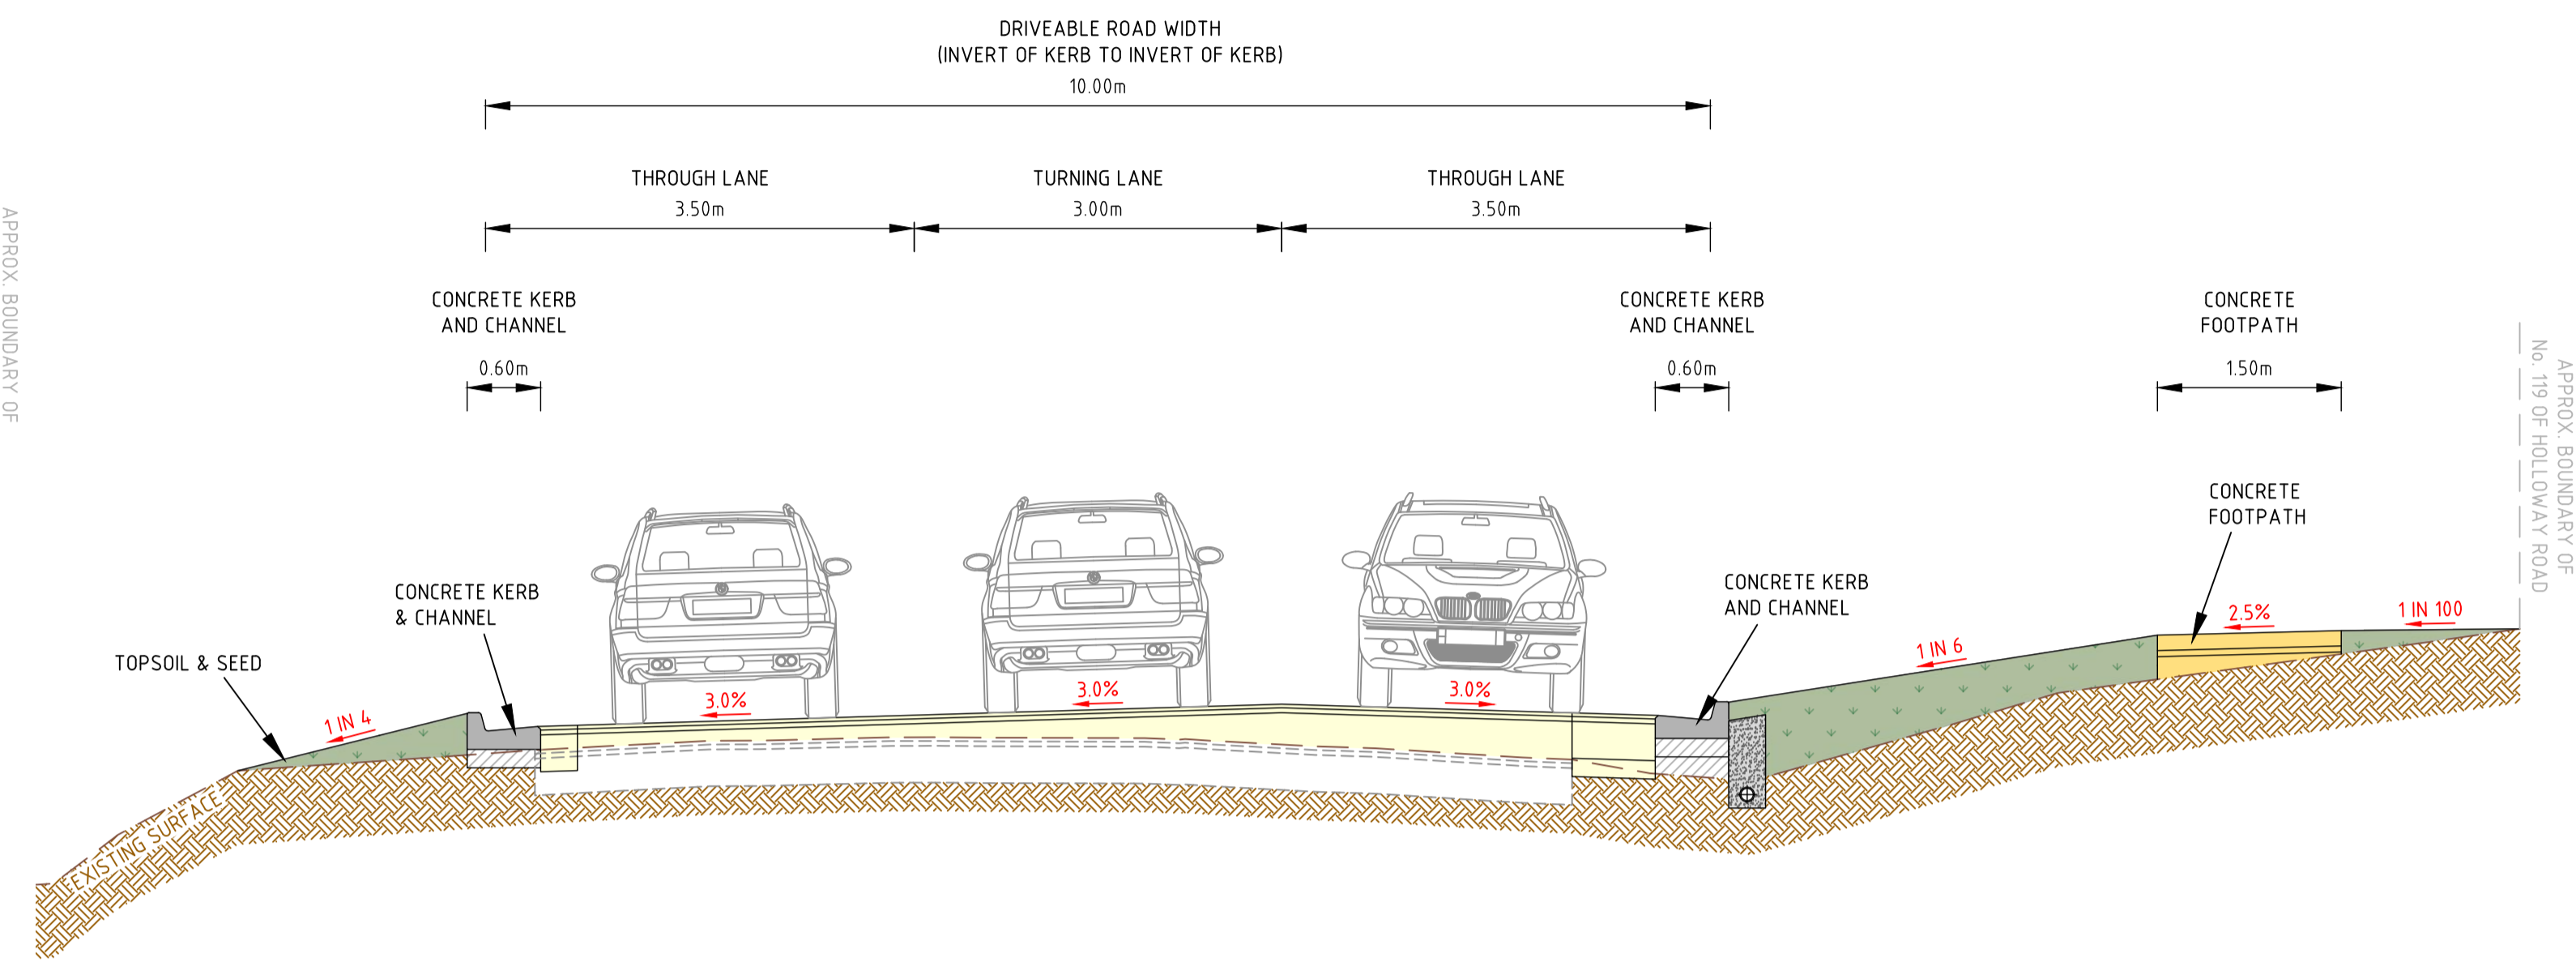 DRIVEABLE ROAD WIDTH
(INVERT OF KERB TO INVERT OF KERB)
10.00m
THROUGH LANE
3.50m
TURNING LANE
3.00m
THROUGH LANE
3.50m
CONCRETE KERB
AND CHANNEL
0.60m
CONCRETE KERB
AND CHANNEL
0.60m
CONCRETE
FOOTPATH
1.50m
APPROX. BOUNDARY OF
APPROX. BOUNDARY OF
No. 119 OF HOLLOWAY ROAD
CONCRETE
FOOTPATH
CONCRETE KERB
& CHANNEL
CONCRETE KERB
AND CHANNEL
TOPSOIL & SEED
1 IN 4
3.0%
3.0%
3.0%
1 IN 6
2.5%
1 IN 100
EXISTING SURFACE